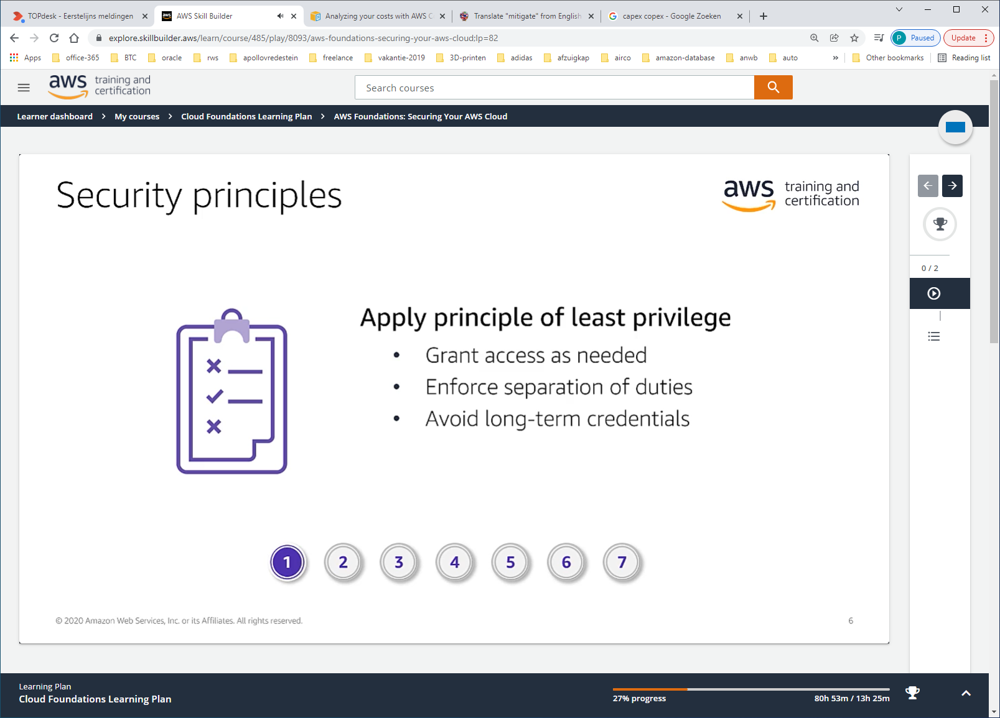 TOPdesk - Eerstelijns meldingen
AWS Skill Builder
Analyzing your costs with AWS C
Translate "mitigate" from English
capex copex - Google Zoeken
explore.skillbuilder.aws/learn/course/485/play/8093/aws-foundations-securing-your-aws-cloud;lp=82
P Paused
Update
Apps
office-365
BTC
oracle
rws
apollovredestein
freelance
vakantie-2019
3D-printen
adidas
afzuigkap
airco
amazon-database
anwb
auto
»
Other bookmarks
Reading list
aws training and certification
Search courses
Learner dashboard > My courses > Cloud Foundations Learning Plan > AWS Foundations: Securing Your AWS Cloud
Security principles
aws training and certification
0 / 2
Apply principle of least privilege
• Grant access as needed
• Enforce separation of duties
• Avoid long-term credentials
1 2 3 4 5 6 7
© 2020 Amazon Web Services, Inc. or its Affiliates. All rights reserved.
6
Learning Plan
Cloud Foundations Learning Plan
27% progress
80h 53m / 13h 25m